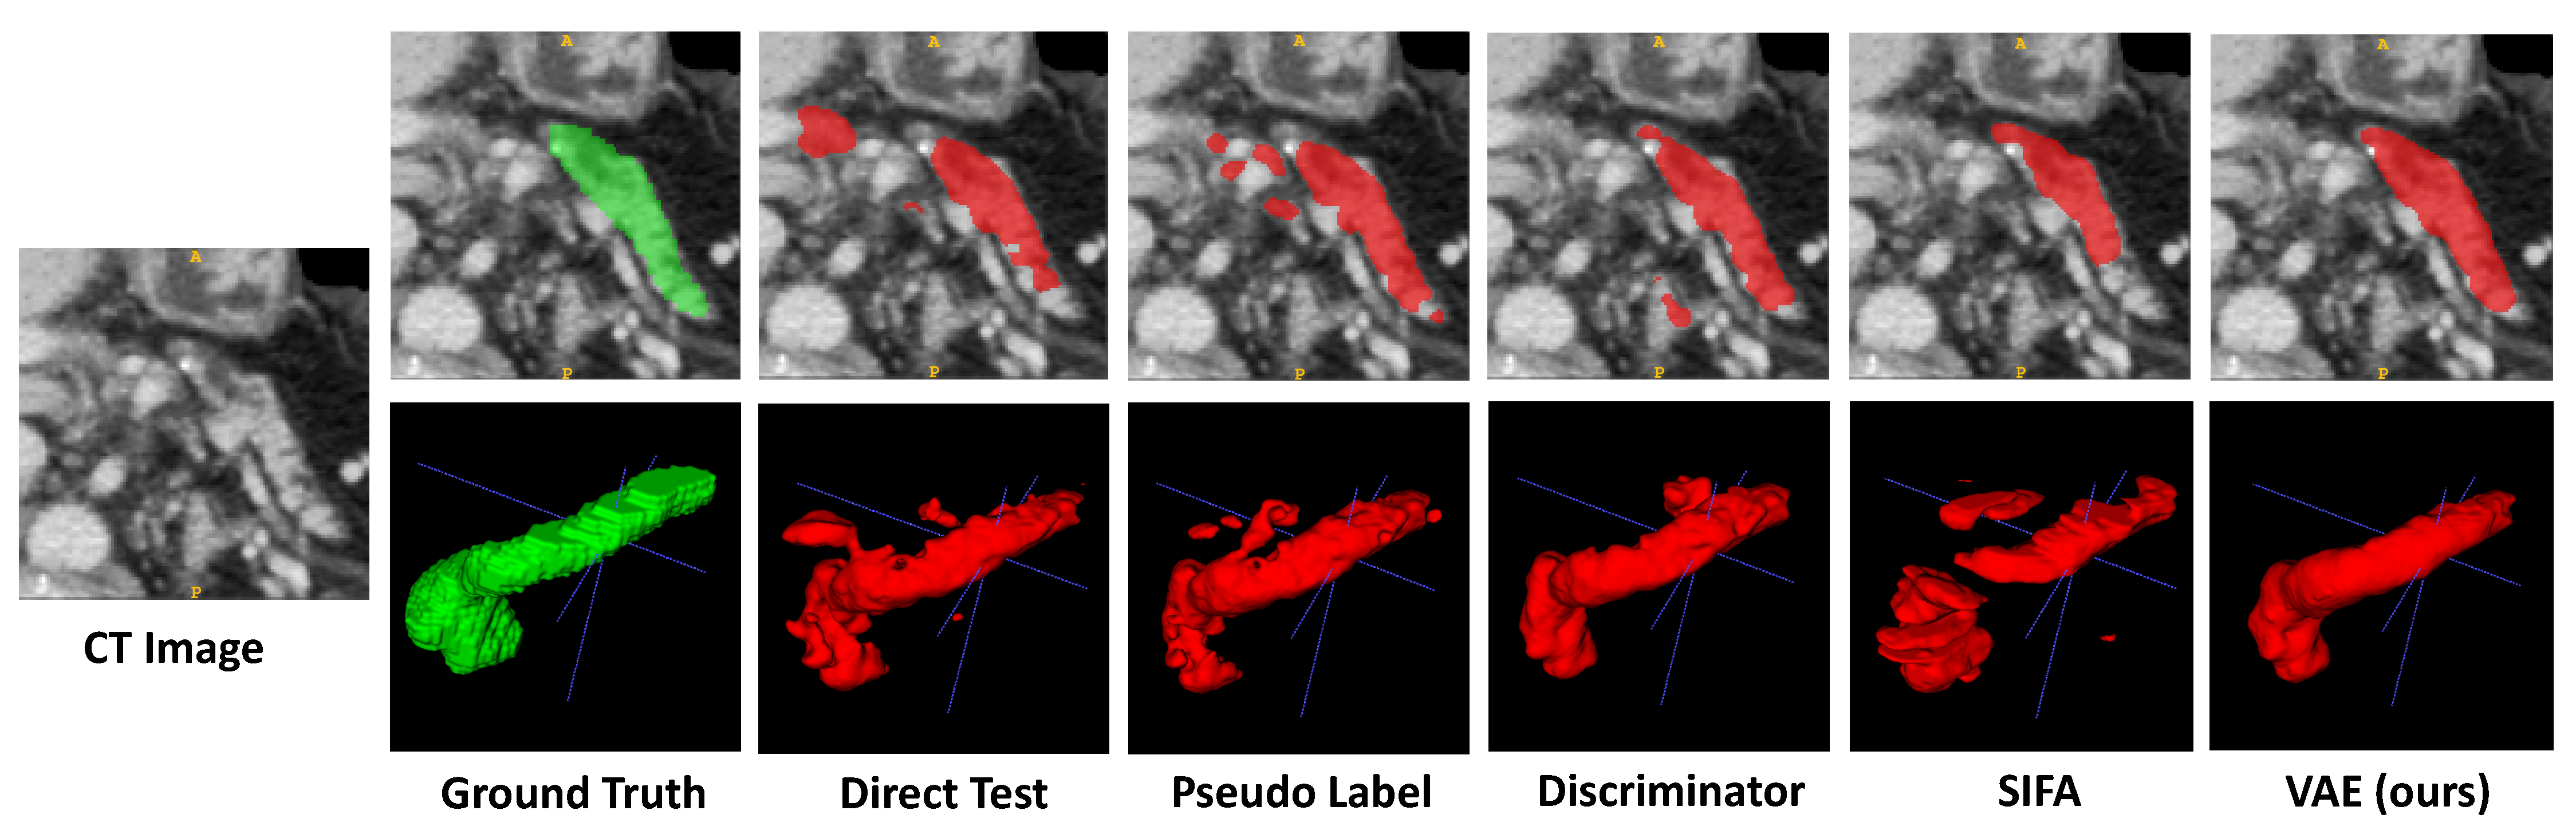 A A A A A A
A
P P P P P P
P
CT Image
Ground Truth Direct Test Pseudo Label Discriminator SIFA VAE (ours)